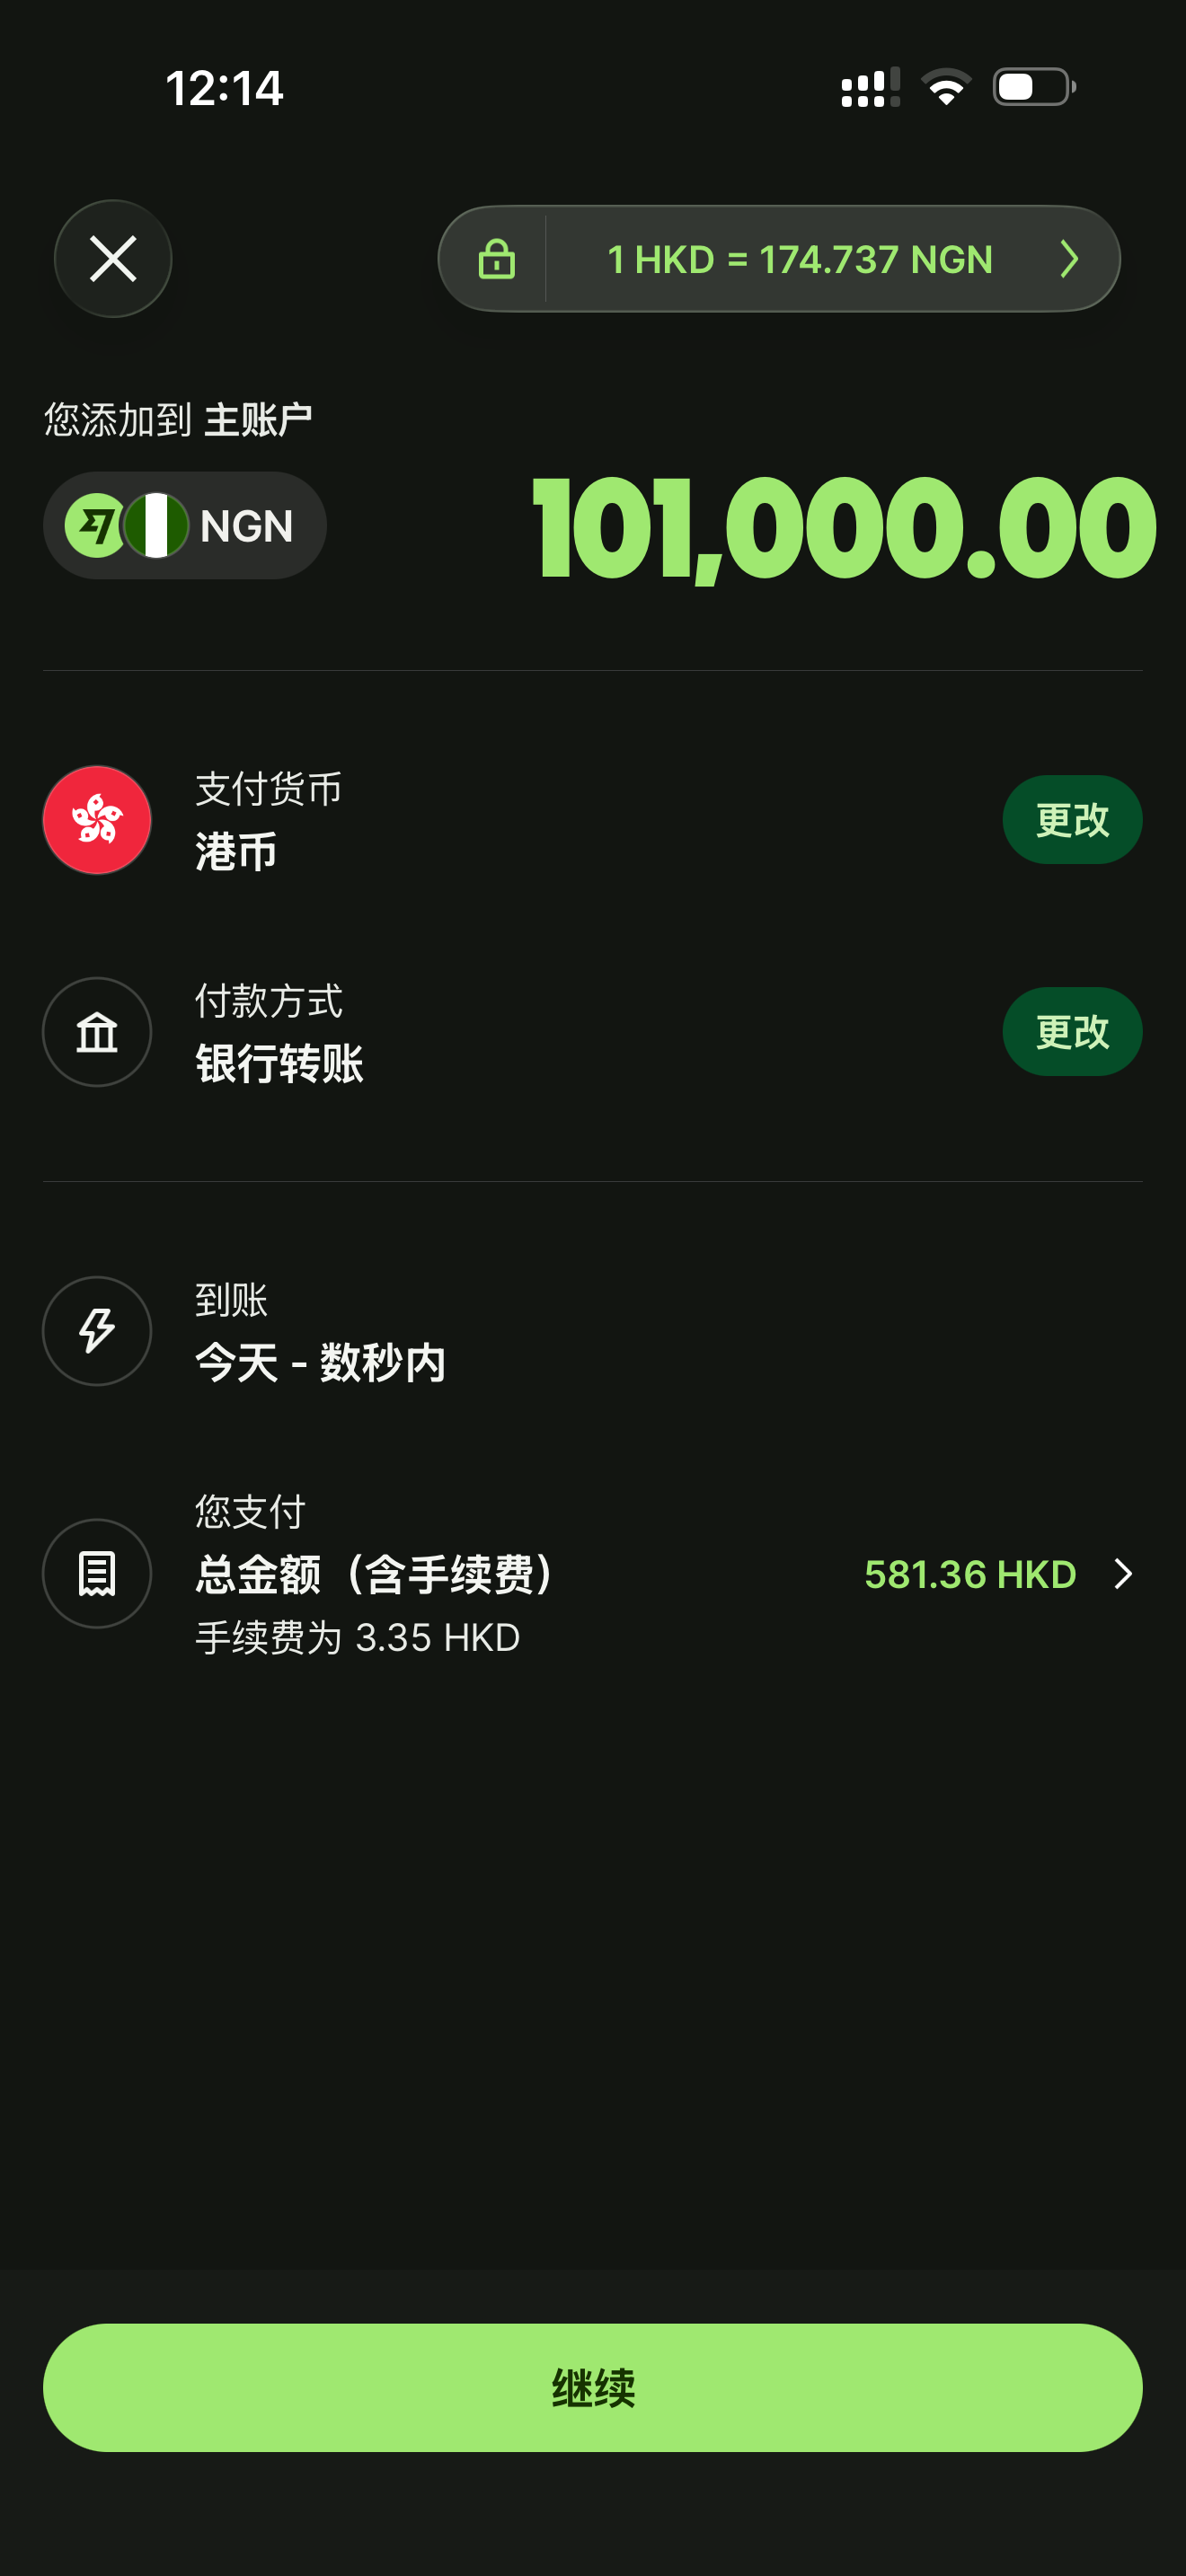 12:14
1 HKD = 174.737 NGN
您添加到 主账户
NGN
101,000.00
支付货币
港币
更改
付款方式
银行转账
更改
到账
今天 - 数秒内
您支付
总金额（含手续费）
581.36 HKD
手续费为 3.35 HKD
继续